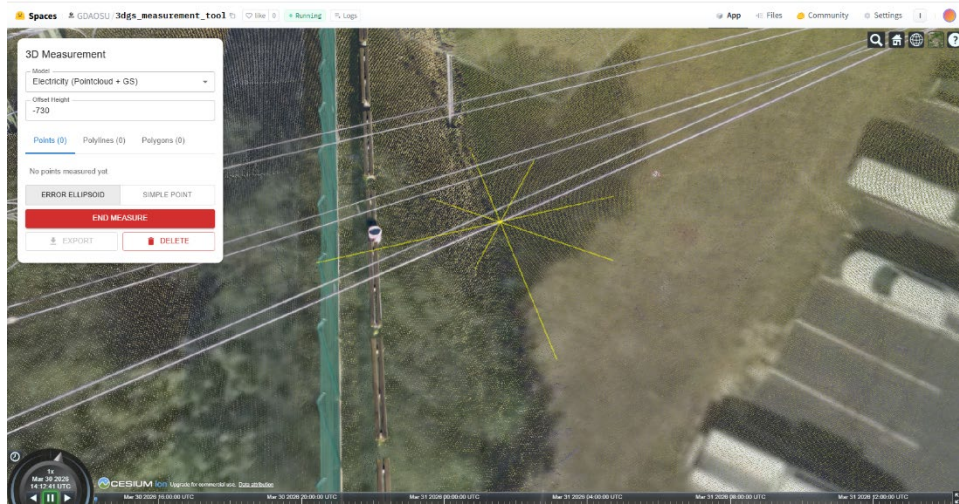 Spaces GDAOSU/3dgs_measurement_tool like 0 Running Logs App Files Community Settings
3D Measurement
Model
Electricity (Pointcloud + GS)
Offset Height
-730
Points (0) Polylines (0) Polygons (0)
No points measured yet.
ERROR ELLIPSOID SIMPLE POINT
END MEASURE
EXPORT DELETE
1x
Mar 30 2026
14:12:41 UTC
CESIUM ion Upgrade for commercial use. Data attribution
Mar 30 2026 16:00:00 UTC Mar 30 2026 20:00:00 UTC Mar 31 2026 00:00:00 UTC Mar 31 2026 04:00:00 UTC Mar 31 2026 08:00:00 UTC Mar 31 2026 12:00:00 UTC